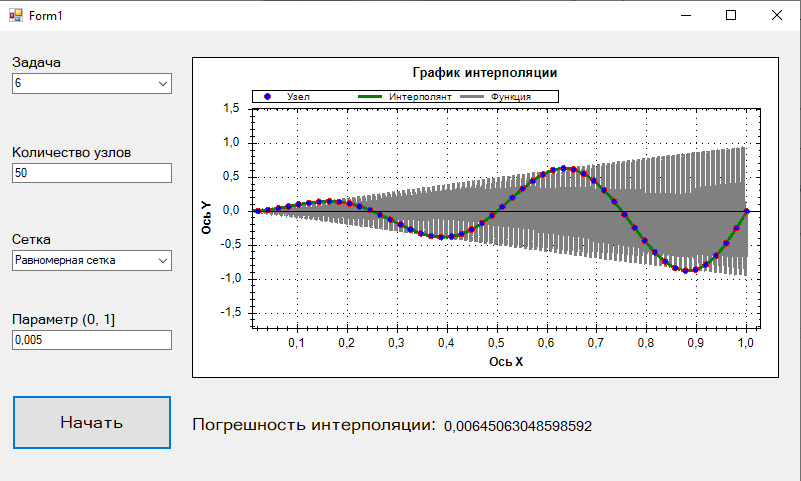 Form1
Задача
6
Количество узлов
50
Сетка
Равномерная сетка
Параметр (0, 1]
0,005
Начать
График интерполяции
Узел Интерполянт Функция
Ось Y
1,5
1,0
0,5
0,0
-0,5
-1,0
-1,5
0,1 0,2 0,3 0,4 0,5 0,6 0,7 0,8 0,9 1,0
Ось X
Погрешность интерполяции: 0,00645063048598592